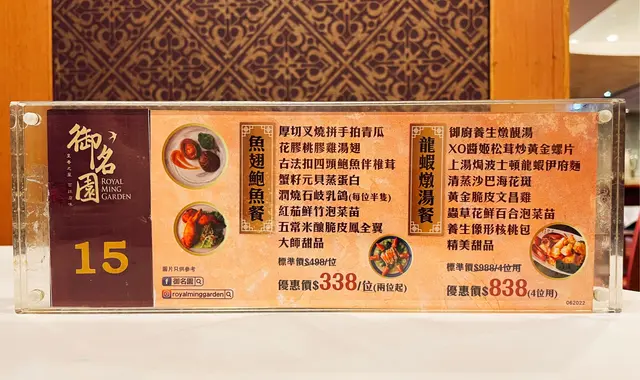 御名園
ROYAL
MING
GARDEN
15
圖片只供參考
御名園
royalminggarden
魚翅鮑魚餐
厚切叉燒拼手拍青瓜
花膠桃膠雞湯翅
古法扣四頭鮑魚伴椎茸
蟹籽元貝蒸蛋白
潤燒石岐乳鴿(每位半隻)
紅茄鮮竹泡菜苗
五常米釀脆皮鳳全翼
大師甜品
標準價$498/位
優惠價$338/位(兩位起)
龍蝦燉湯餐
御廚養生燉靚湯
XO醬姬松茸炒黃金螺片
上湯焗波士頓龍蝦伊府麵
清蒸沙巴海花斑
黃金脆皮文昌雞
蟲草花鮮百合泡菜苗
養生像形核桃包
精美甜品
標準價$988/4位用
優惠價$838(4位用)
082022